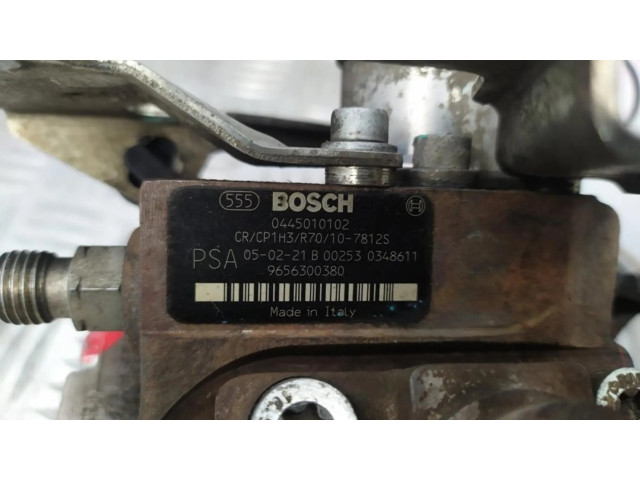 555 BOSCH
0445010102
CR/CP1H3/R70/10-7812S
PSA 05-02-21 B 00253 0348611
9656300380
Made in Italy